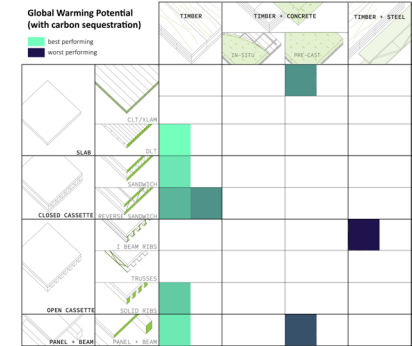 Global Warming Potential
(with carbon sequestration)
best performing
worst performing
TIMBER
TIMBER + CONCRETE
TIMBER + STEEL
IN-SITU
PRE-CAST
CLT/XLAM
SLAB
DLT
SANDWICH
CLOSED CASSETTE
REVERSE SANDWICH
I BEAM RIBS
TRUSSES
OPEN CASSETTE
SOLID RIBS
PANEL + BEAM
PANEL + BEAM